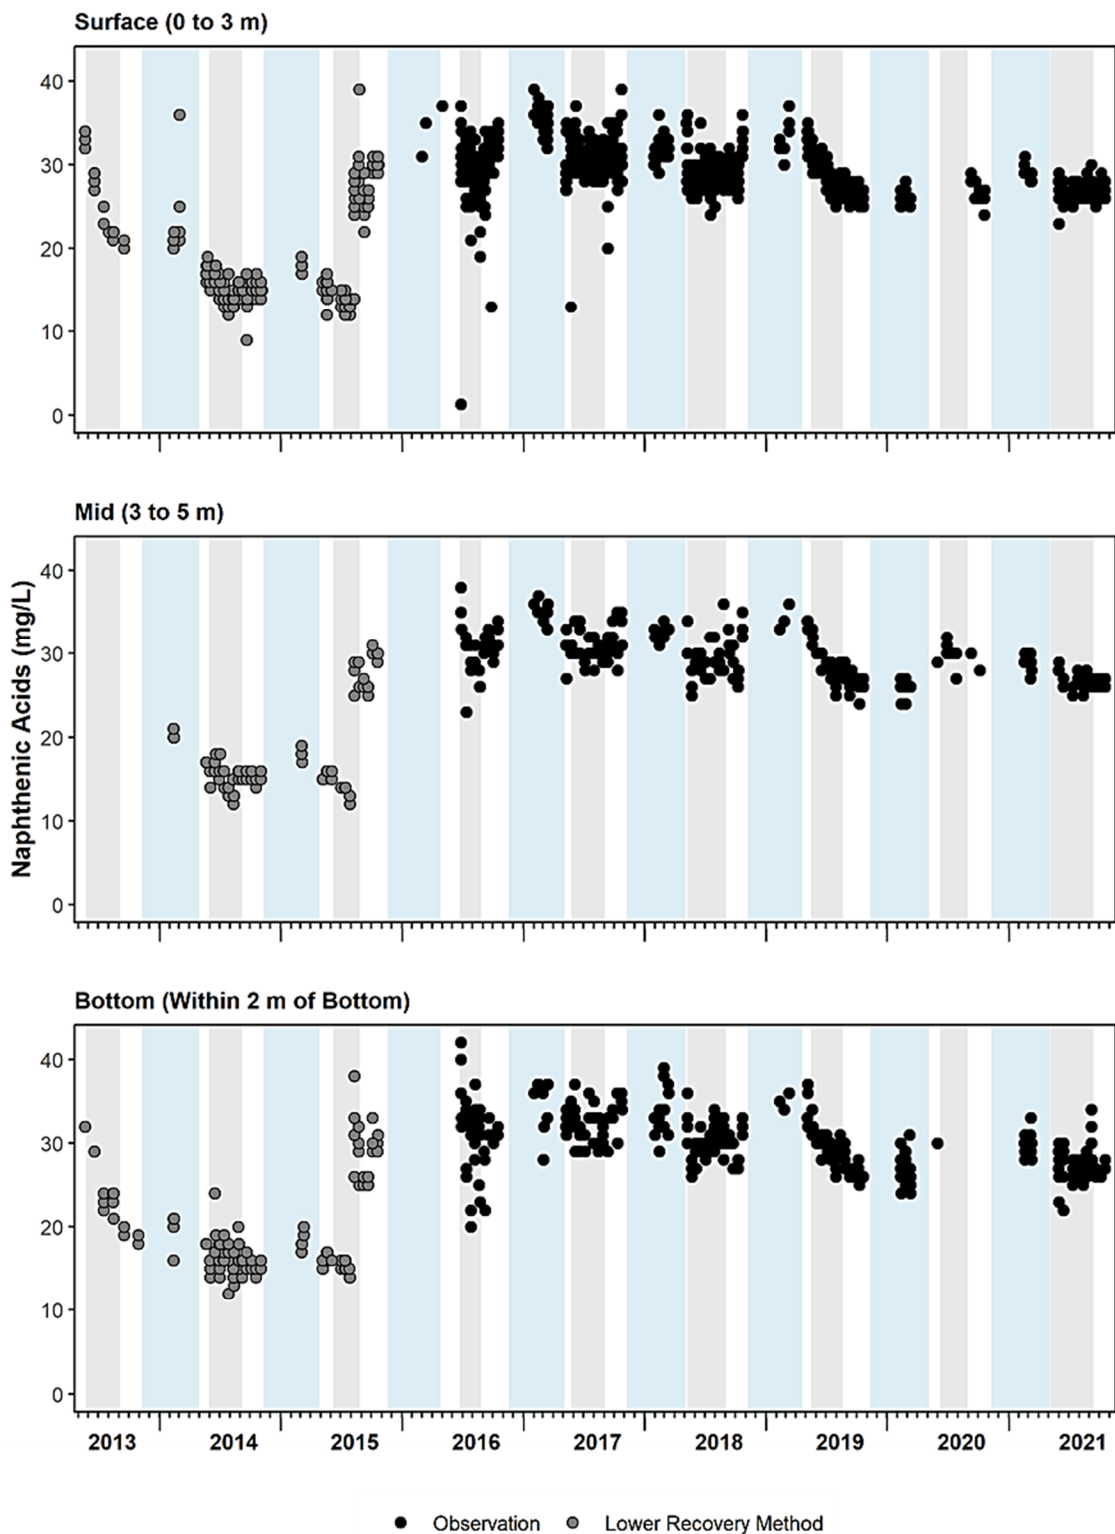 Surface (0 to 3 m)
40
30
20
10
0
Mid (3 to 5 m)
40
30
20
10
0
Naphthenic Acids (mg/L)
Bottom (Within 2 m of Bottom)
40
30
20
10
0
2013 2014 2015 2016 2017 2018 2019 2020 2021
Observation Lower Recovery Method